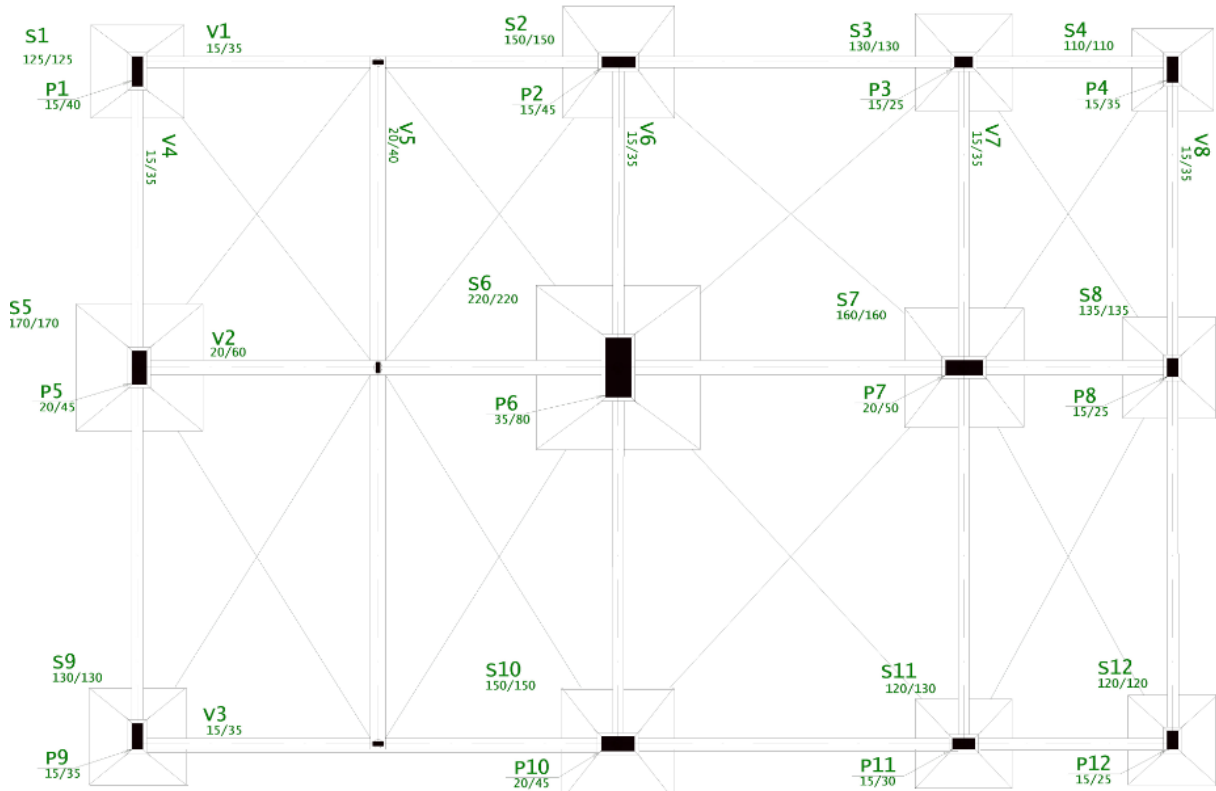 S1
125/125
V1
15/35
S2
150/150
S3
130/130
S4
110/110
P1
15/40
P2
15/45
P3
15/25
P4
15/35
V4
15/35
V5
20/40
V6
15/35
V7
15/35
V8
15/35
S5
170/170
V2
20/60
S6
220/220
S7
160/160
S8
135/135
P5
20/45
P6
35/80
P7
20/50
P8
15/25
S9
130/130
V3
15/35
S10
150/150
S11
120/130
S12
120/120
P9
15/35
P10
20/45
P11
15/30
P12
15/25